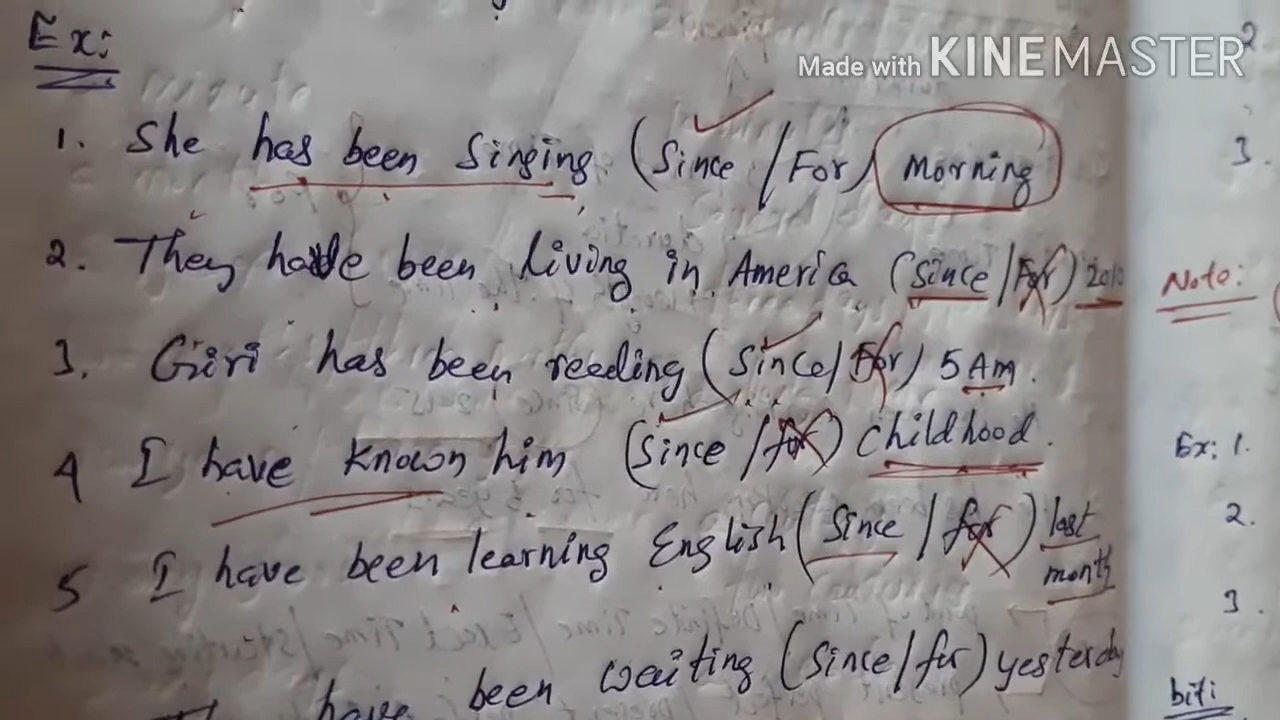 Ex:
Made with KINEMASTER
1. She has been Singing (Since / For) Morning
2. They have been living in America (Since / For) 2010
3. Giri has been reading (Since / For) 5 Am.
4 I have known him (Since / for) childhood.
5 I have been learning English (Since / for) last
month
have been waiting (Since / for) yesterday
2
3.
Note:
Ex: 1.
2.
3.
bit: